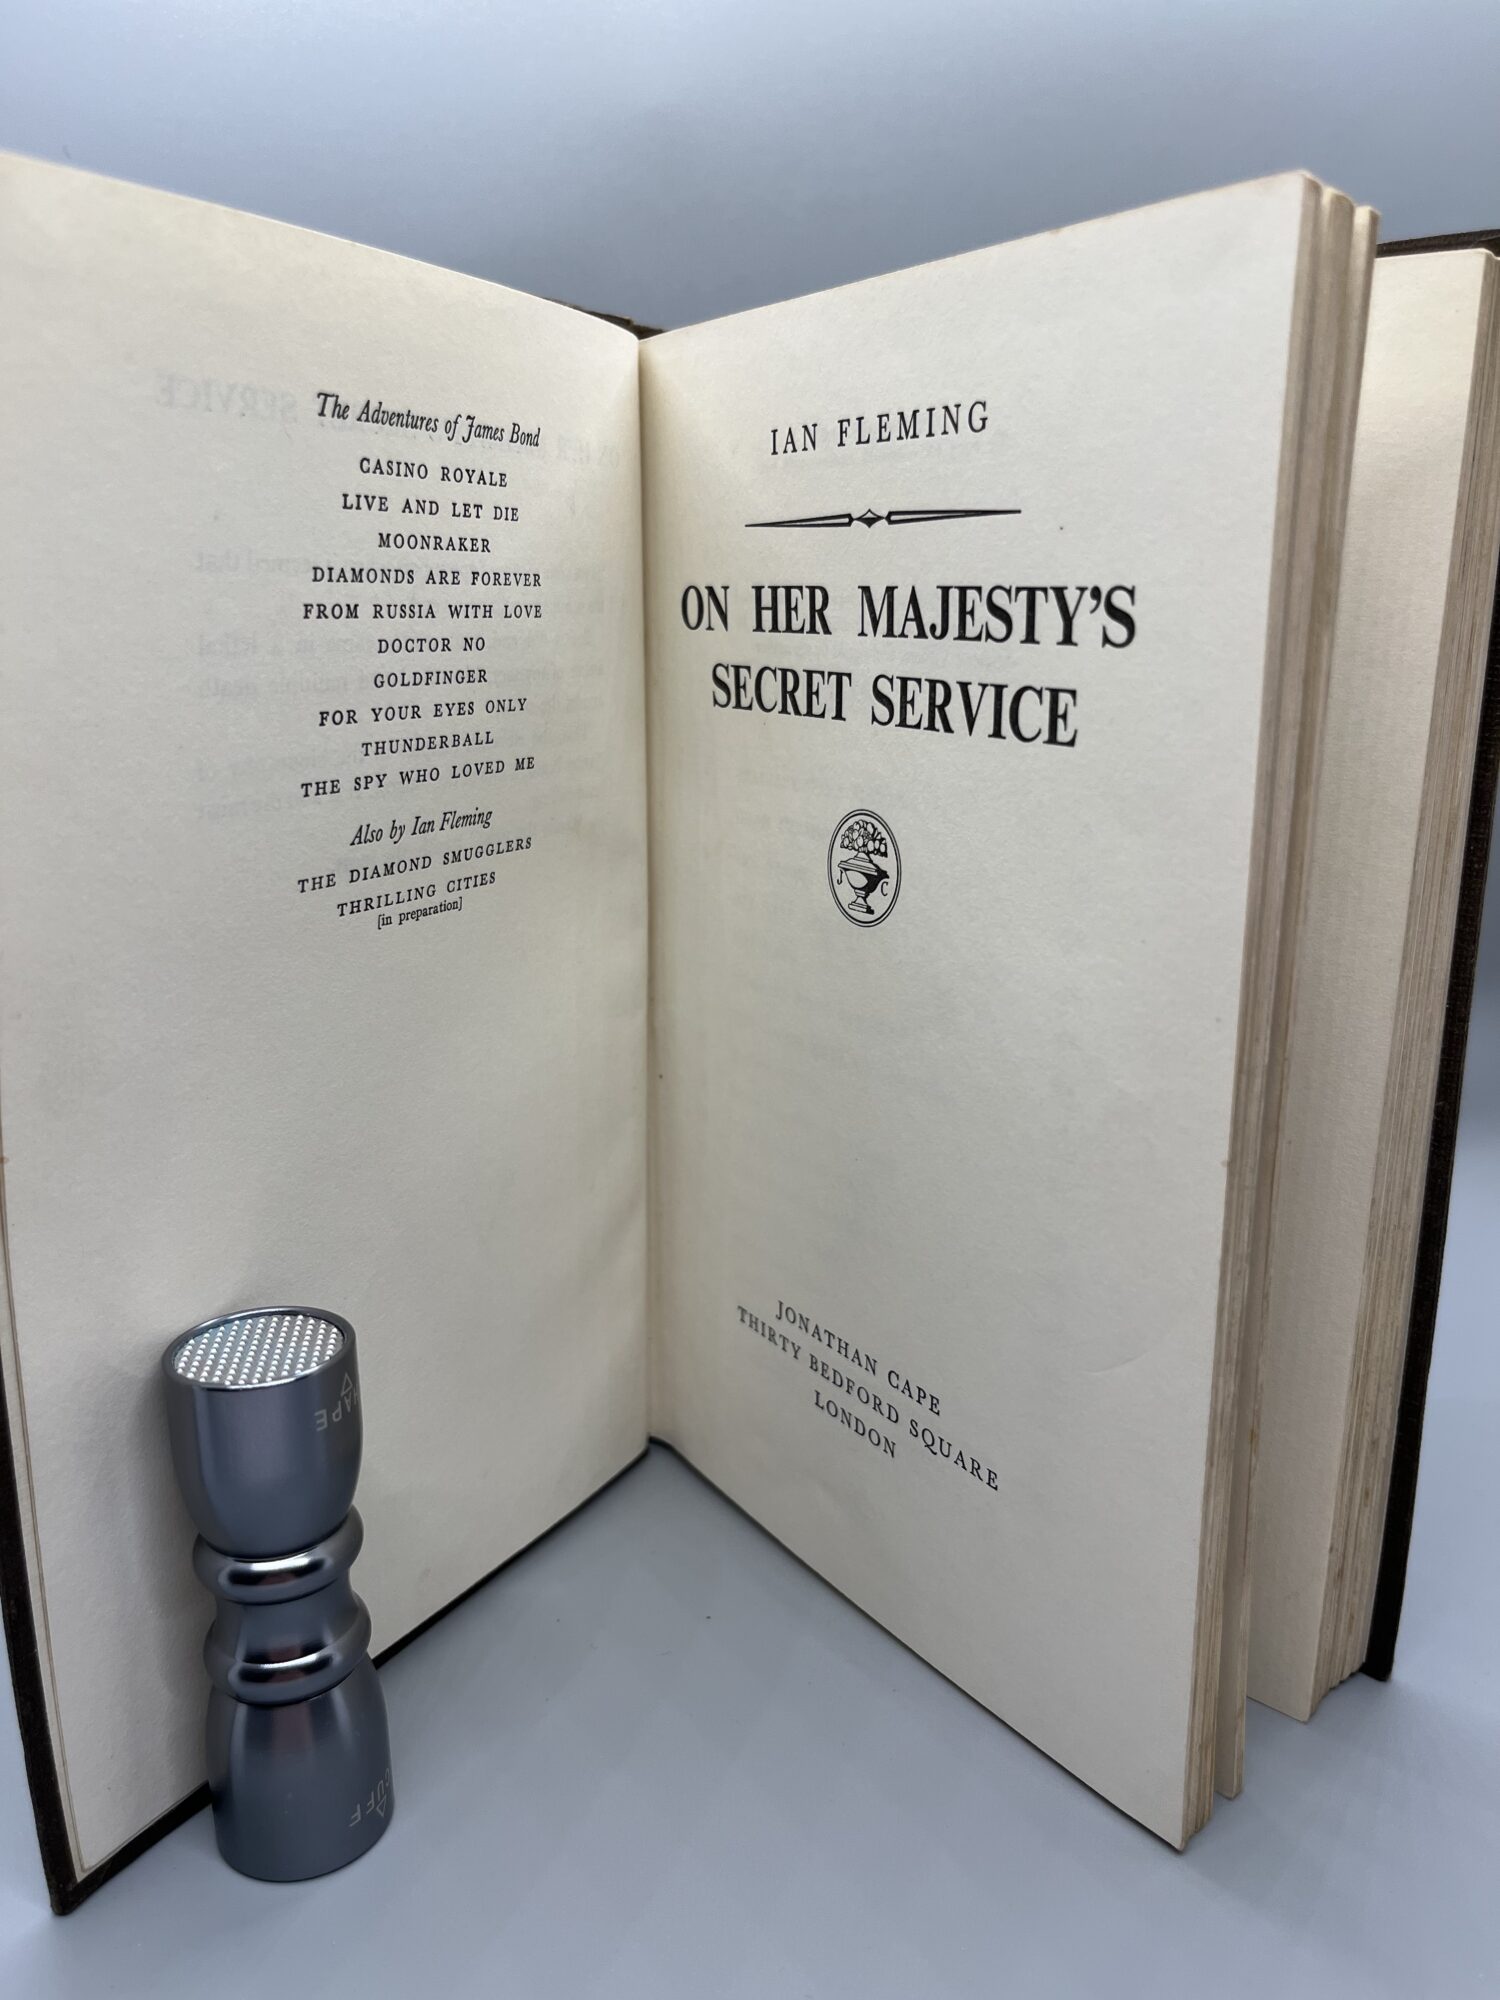 The Adventures of James Bond
CASINO ROYALE
LIVE AND LET DIE
MOONRAKER
DIAMONDS ARE FOREVER
FROM RUSSIA WITH LOVE
DOCTOR NO
GOLDFINGER
FOR YOUR EYES ONLY
THUNDERBALL
THE SPY WHO LOVED ME
Also by Ian Fleming
THE DIAMOND SMUGGLERS
THRILLING CITIES
[in preparation]
IAN FLEMING
ON HER MAJESTY'S
SECRET SERVICE
J C
JONATHAN CAPE
THIRTY BEDFORD SQUARE
LONDON